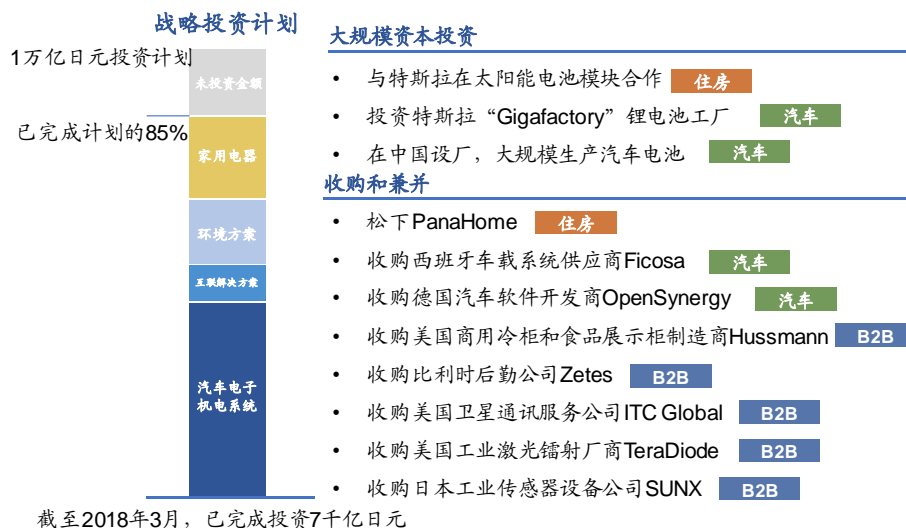 战略投资计划
1万亿日元投资计划
未投资金额
已完成计划的85%
家用电器
环境方案
互联解决方案
汽车电子
机电系统
截至2018年3月，已完成投资7千亿日元
大规模资本投资
• 与特斯拉在太阳能电池模块合作 住房
• 投资特斯拉“Gigafactory”锂电池工厂 汽车
• 在中国设厂，大规模生产汽车电池 汽车
收购和兼并
• 松下PanaHome 住房
• 收购西班牙车载系统供应商Ficosa 汽车
• 收购德国汽车软件开发商OpenSynergy 汽车
• 收购美国商用冷柜和食品展示柜制造商Hussmann B2B
• 收购比利时后勤公司Zetes B2B
• 收购美国卫星通讯服务公司ITC Global B2B
• 收购美国工业激光镭射厂商TeraDiode B2B
• 收购日本工业传感器设备公司SUNX B2B